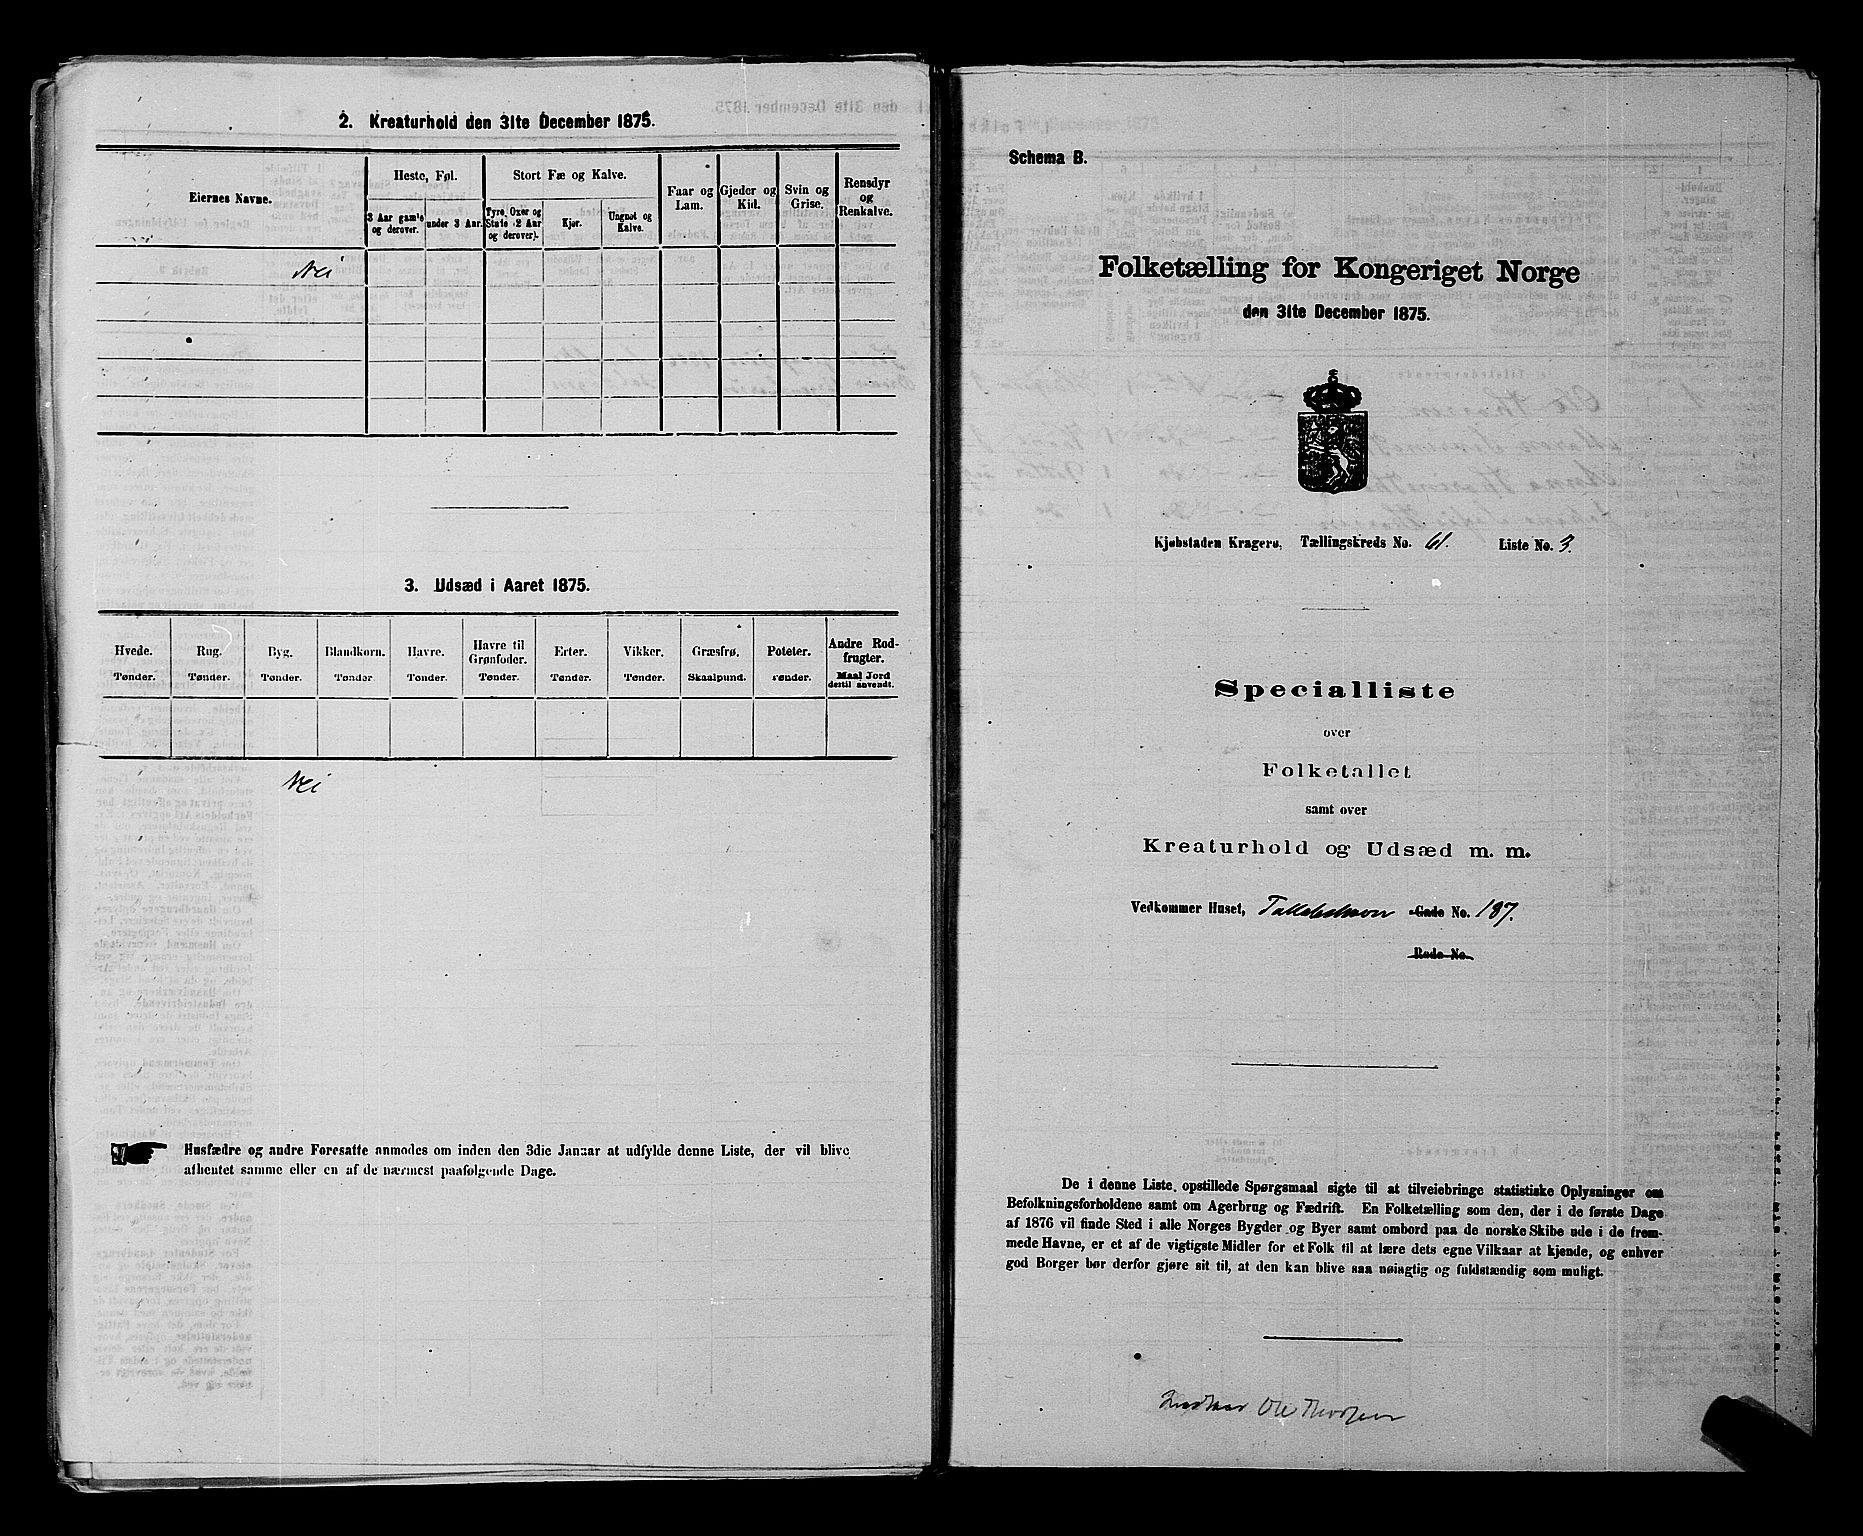 2. Kreaturhold den 31te December 1875.
Eiernes Navne.
Heste, Føl.
3 Aar gamle og derover.
under 3 Aar.
Stort Fæ og Kalve.
Tyre, Oxer og Stude (2 Aar og derover).
Kjør.
Ungnøt og Kalve.
Faar og Lam.
Gjeder og Kid.
Svin og Grise.
Rensdyr og Renkalve.
Nei
3. Udsæd i Aaret 1875.
Hvede. Tønder.
Rug. Tønder.
Byg. Tønder.
Blandkorn. Tønder.
Havre. Tønder.
Havre til Grønfoder. Tønder.
Erter. Tønder.
Vikker. Tønder.
Græsfrø. Skaalpund.
Poteter. Tønder.
Andre Rodfrugter. Maal Jord dertil anvendt.
Nei
Husfædre og andre Foresatte anmodes om inden den 3die Januar at udfylde denne Liste, der vil blive
afhentet samme eller en af de nærmest paafølgende Dage.
Schema B.
Folketælling for Kongeriget Norge
den 31te December 1875.
Kjøbstaden Kragerø, Tællingskreds No. 61. Liste No. 3.
Specialliste
over
Folketallet
samt over
Kreaturhold og Udsæd m. m.
Vedkommer Huset, Gade No. 187.
Rode No.
De i denne Liste opstillede Spørgsmaal sigte til at tilveiebringe statistiske Oplysninger om
Befolkningsforholdene samt om Agerbrug og Fædrift. En Folketælling som den, der i de første Dage
af 1876 vil finde Sted i alle Norges Bygder og Byer samt ombord paa de norske Skibe ude i de frem-
mede Havne, er et af de vigtigste Midler for et Folk til at lære dets egne Vilkaar at kjende, og enhver
god Borger bør derfor gjøre sit til, at den kan blive saa nøiagtig og fuldstændig som muligt.
Ole